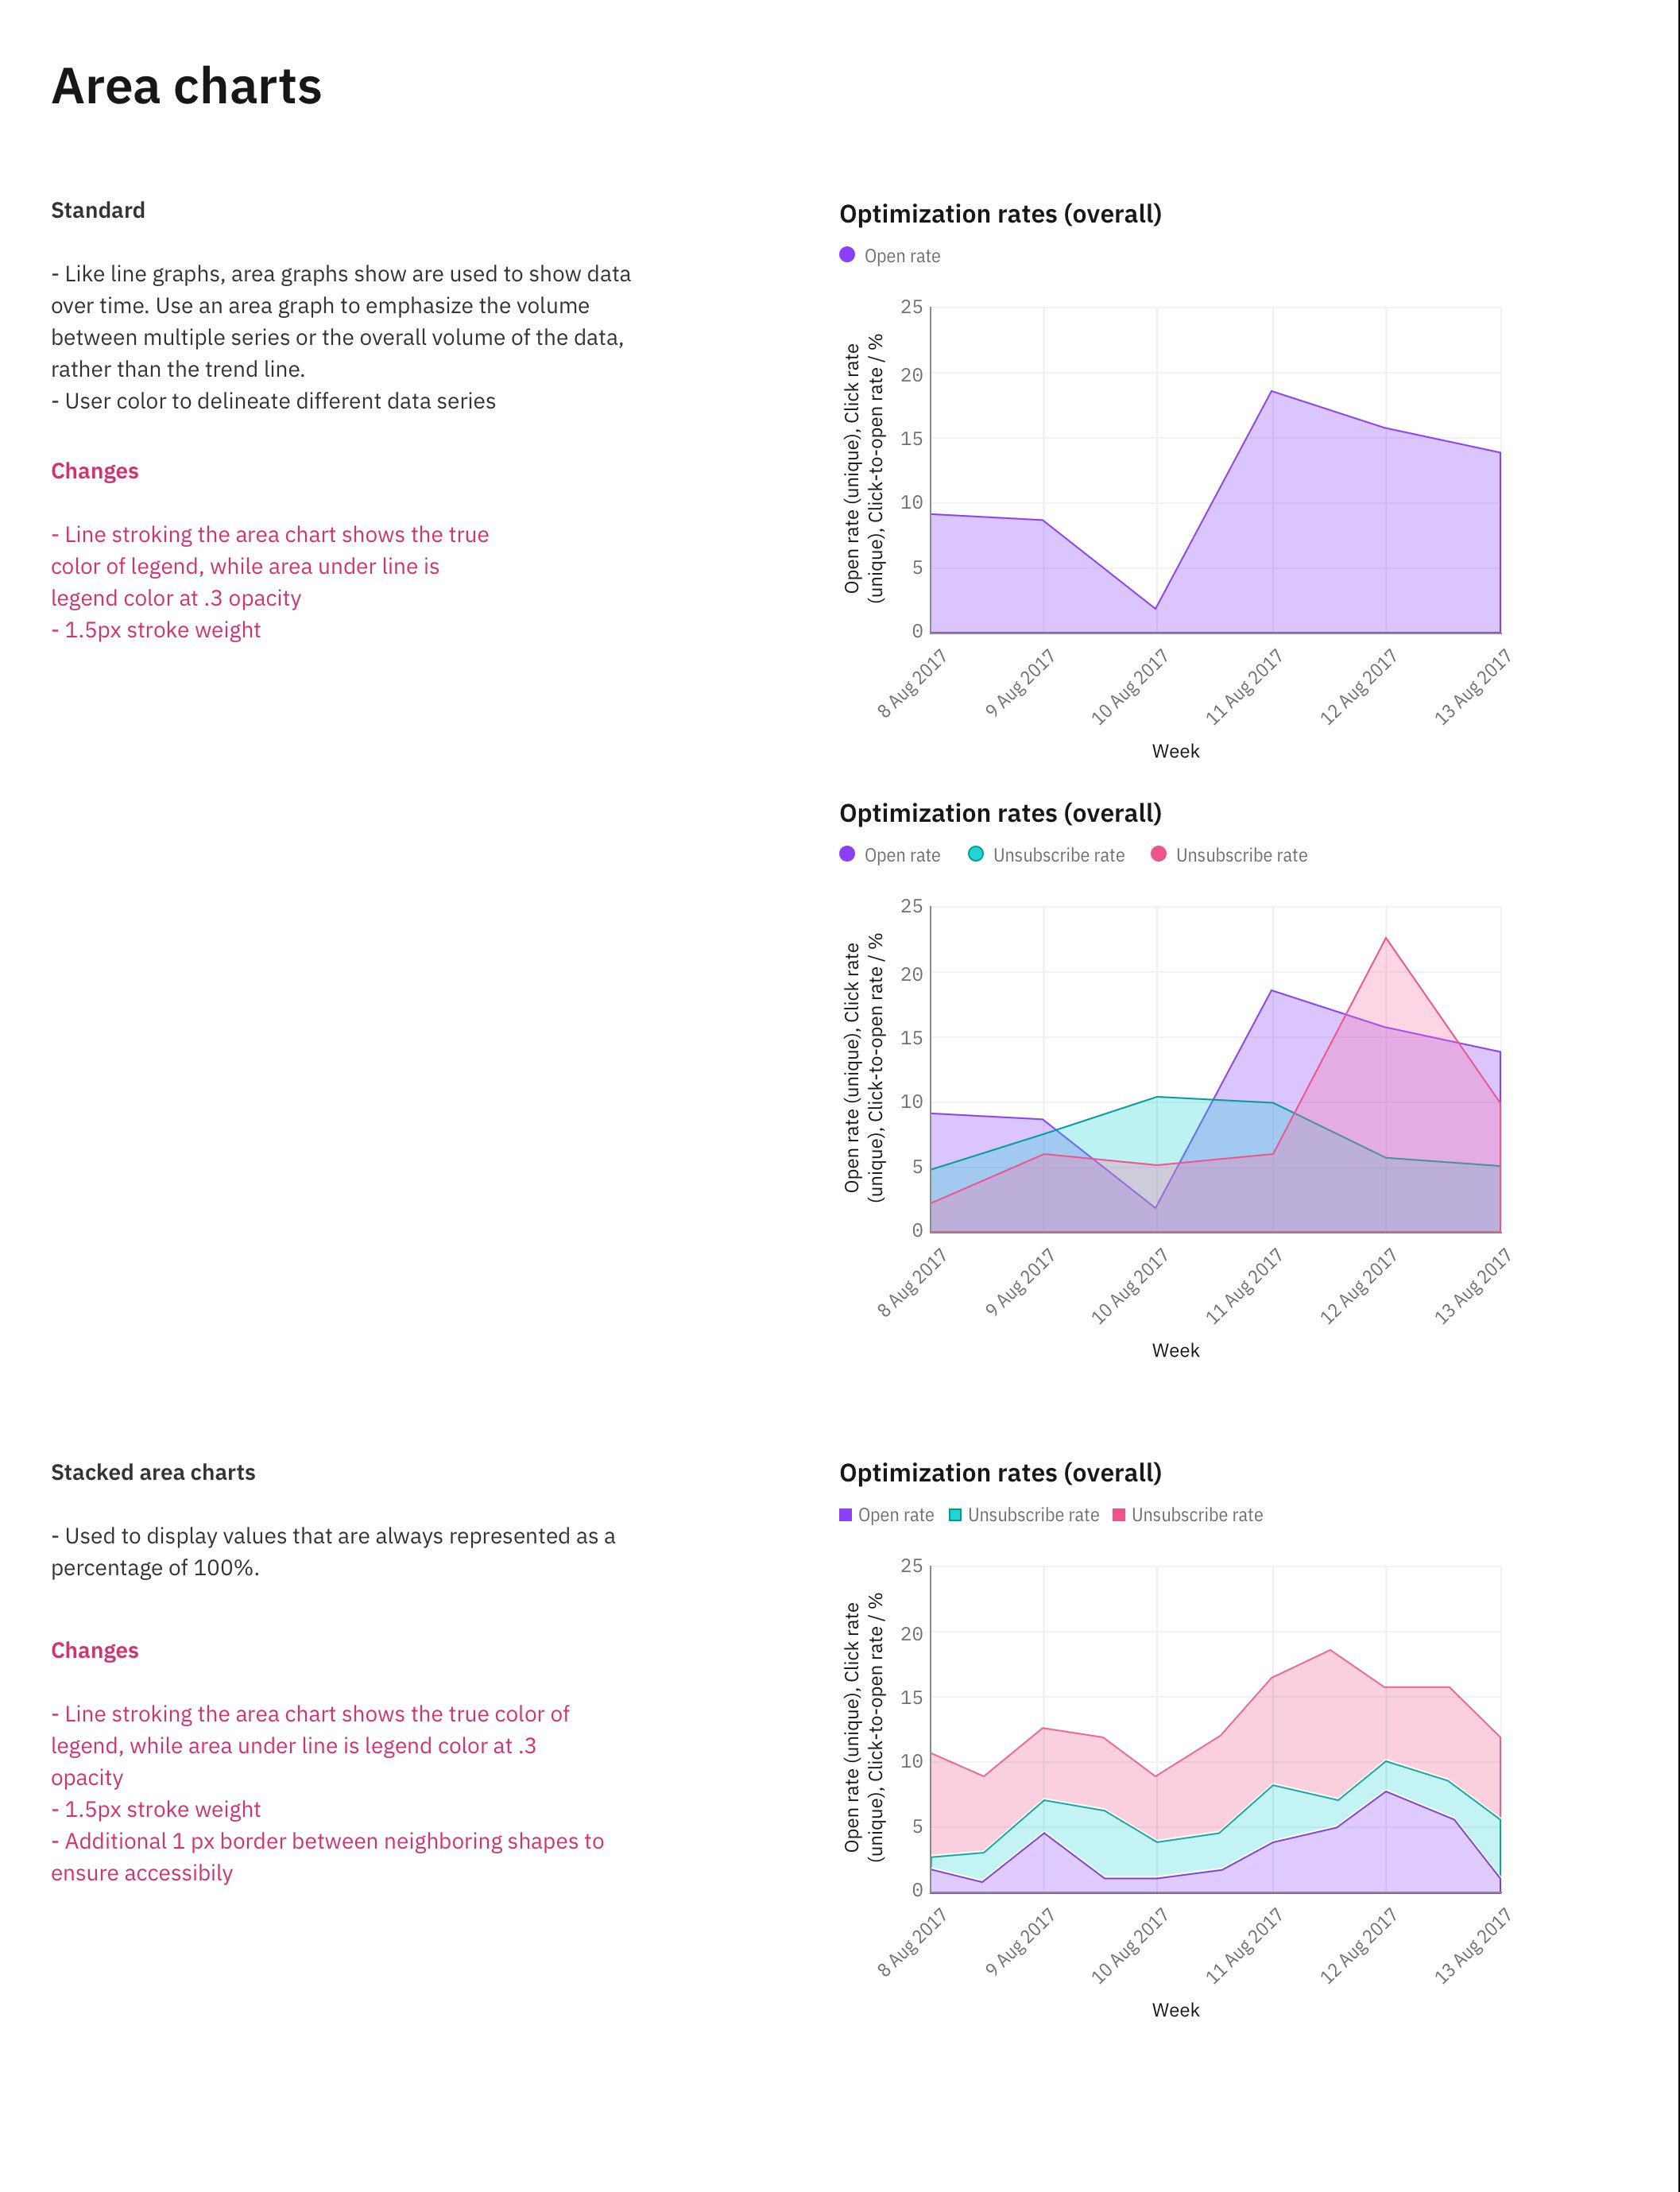 Area charts
Standard
- Like line graphs, area graphs show are used to show data
over time. Use an area graph to emphasize the volume
between multiple series or the overall volume of the data,
rather than the trend line.
- User color to delineate different data series
Changes
- Line stroking the area chart shows the true
color of legend, while area under line is
legend color at .3 opacity
- 1.5px stroke weight
Optimization rates (overall)
Open rate
Open rate (unique), Click rate
(unique), Click-to-open rate / %
25
20
15
10
5
0
8 Aug 2017
9 Aug 2017
10 Aug 2017
11 Aug 2017
12 Aug 2017
13 Aug 2017
Week
Optimization rates (overall)
Open rate Unsubscribe rate Unsubscribe rate
Open rate (unique), Click rate
(unique), Click-to-open rate / %
25
20
15
10
5
0
8 Aug 2017
9 Aug 2017
10 Aug 2017
11 Aug 2017
12 Aug 2017
13 Aug 2017
Week
Stacked area charts
- Used to display values that are always represented as a
percentage of 100%.
Changes
- Line stroking the area chart shows the true color of
legend, while area under line is legend color at .3
opacity
- 1.5px stroke weight
- Additional 1 px border between neighboring shapes to
ensure accessibily
Optimization rates (overall)
Open rate Unsubscribe rate Unsubscribe rate
Open rate (unique), Click rate
(unique), Click-to-open rate / %
25
20
15
10
5
0
8 Aug 2017
9 Aug 2017
10 Aug 2017
11 Aug 2017
12 Aug 2017
13 Aug 2017
Week